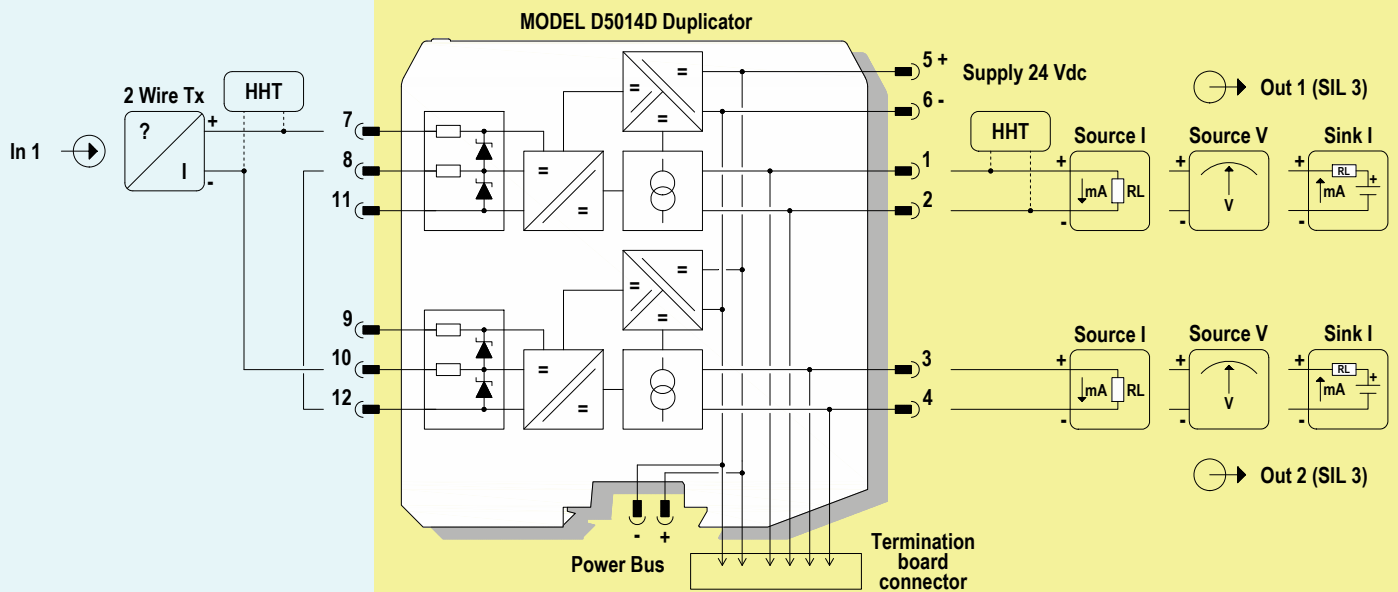 MODEL D5014D Duplicator
2 Wire Tx
HHT
In 1
?
I
+
-
7
8
11
9
10
12
=
=
=
=
=
=
=
=
=
=
5 +
Supply 24 Vdc
6 -
1
2
3
4
HHT
Out 1 (SIL 3)
Source I
Source V
Sink I
+
mA
RL
-
+
V
-
+
RL
+
mA
-
Source I
Source V
Sink I
+
mA
RL
-
+
V
-
+
RL
+
mA
-
Out 2 (SIL 3)
- +
Power Bus
Termination
board
connector